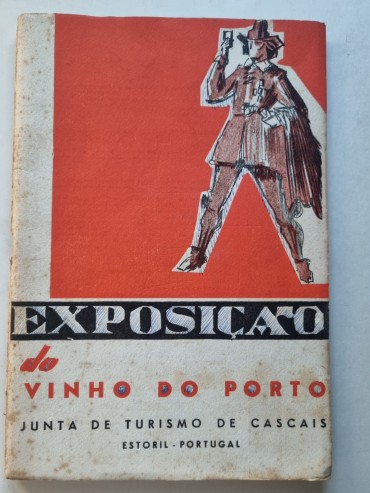 EXPOSIÇÃO
do
VINHO DO PORTO
JUNTA DE TURISMO DE CASCAIS
ESTORIL - PORTUGAL